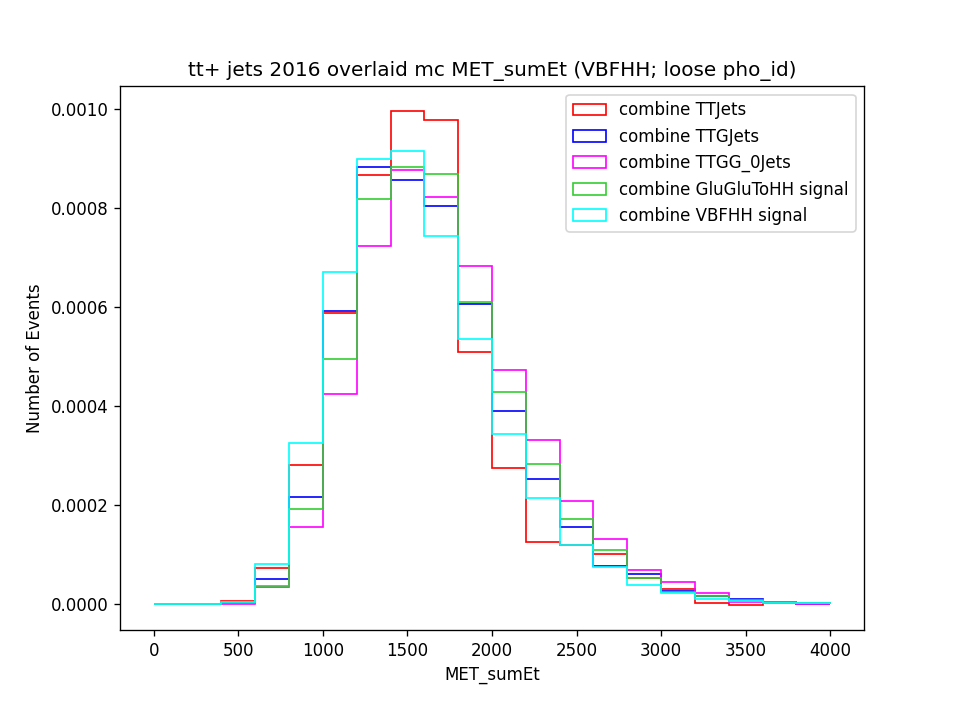 tt+ jets 2016 overlaid mc MET_sumEt (VBFHH; loose pho_id)
combine TTJets
combine TTGJets
combine TTGG_0Jets
combine GluGluToHH signal
combine VBFHH signal
Number of Events
0.0010
0.0008
0.0006
0.0004
0.0002
0.0000
0 500 1000 1500 2000 2500 3000 3500 4000
MET_sumEt